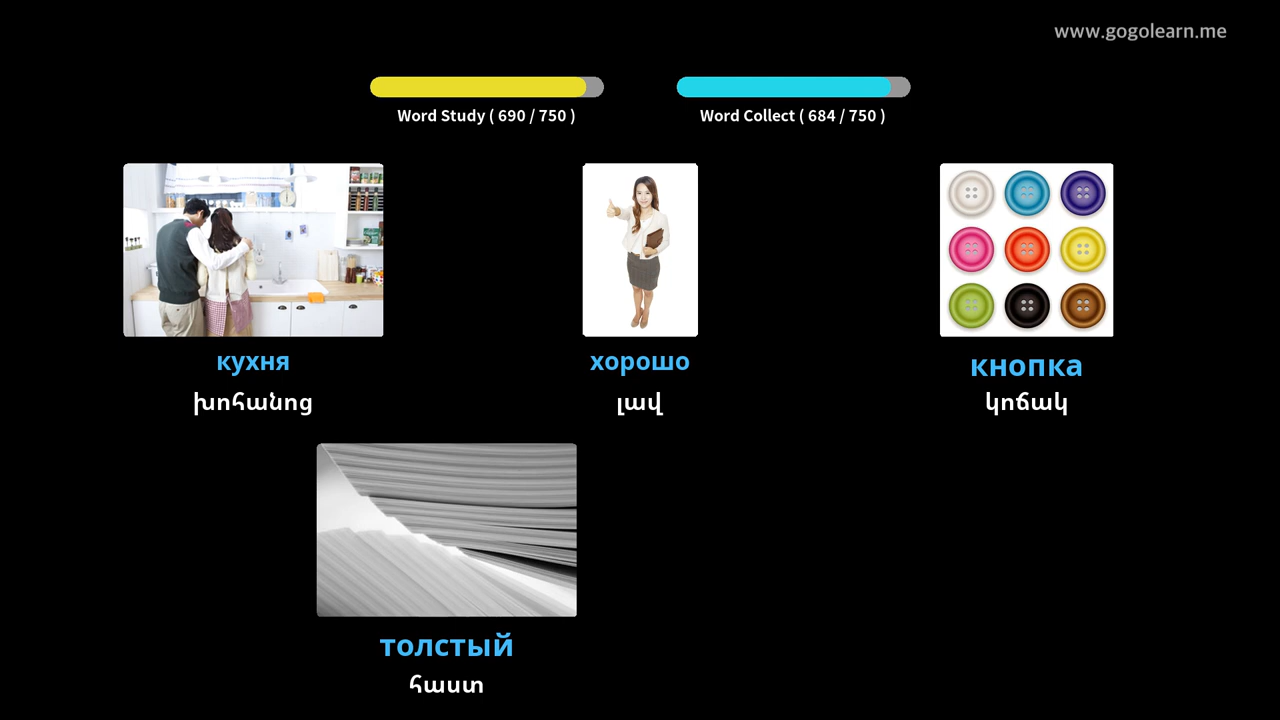 www.gogolearn.me
Word Study ( 690 / 750 )
Word Collect ( 684 / 750 )
кухня
խոհանոց
хорошо
լավ
кнопка
կոճակ
толстый
հաստ